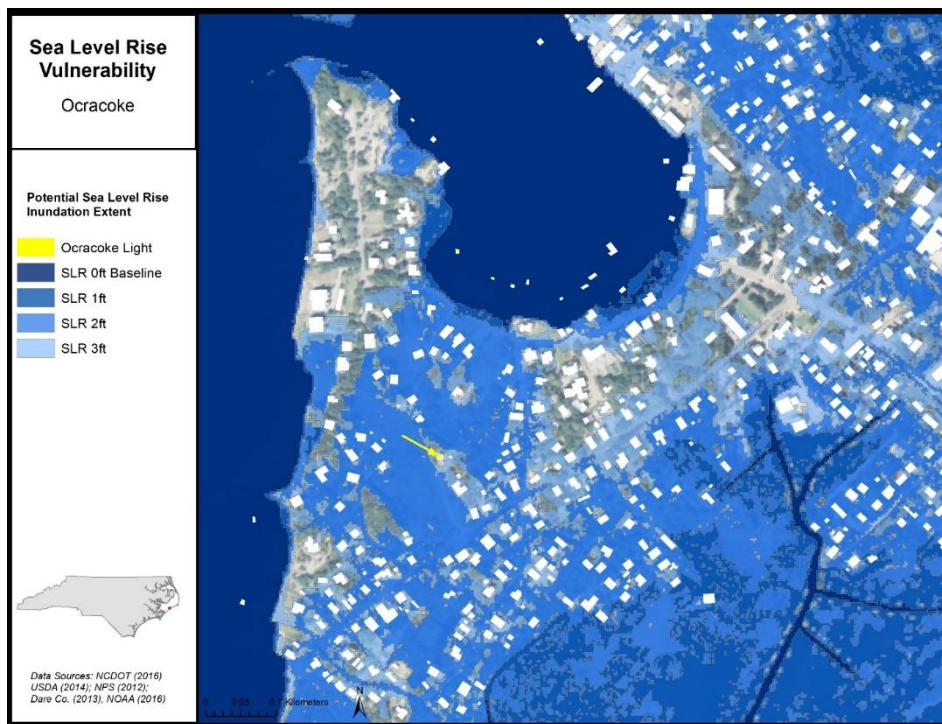 Sea Level Rise
Vulnerability
Ocracoke
Potential Sea Level Rise
Inundation Extent
Ocracoke Light
SLR 0ft Baseline
SLR 1ft
SLR 2ft
SLR 3ft
Data Sources: NCDOT (2016)
USDA (2014); NPS (2012);
Dare Co. (2013), NOAA (2016)
0 0.05 0.1 Kilometers
N